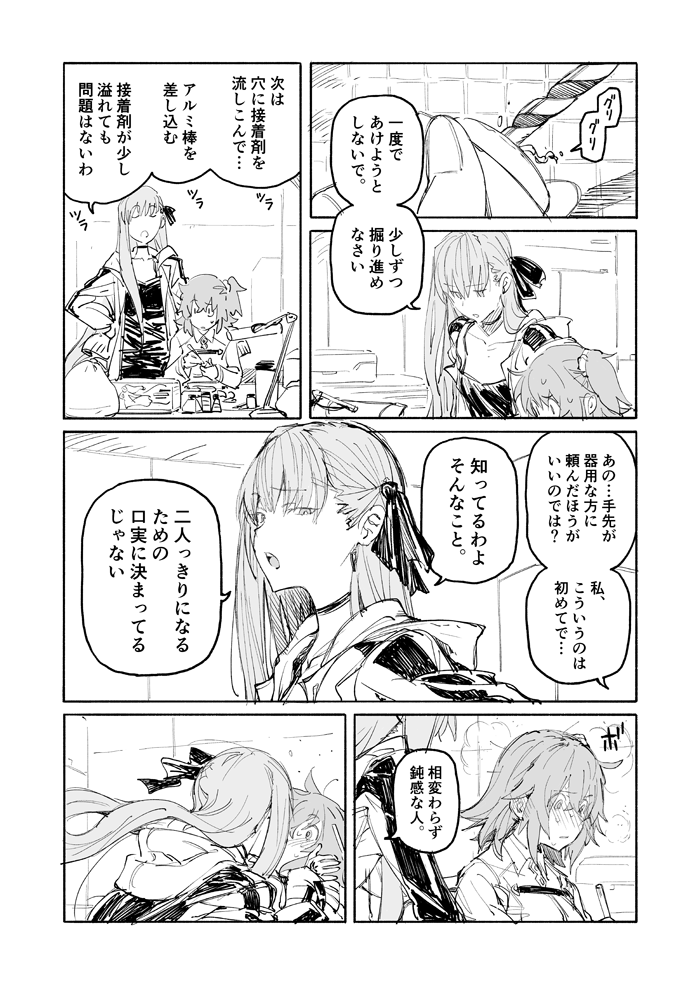 グリ
グリ
一度で
あけようと
しないで。
少しずつ
掘り進め
なさい
次は
穴に接着剤を
流しこんで…
アルミ棒を
差し込む
接着剤が少し
溢れても
問題はないわ
ツラ
ツラ
あの…手先が
器用な方に
頼んだほうが
いいのでは？
私、
こういうのは
初めてで…
知ってるわよ
そんなこと。
二人っきりになる
ための
口実に決まってる
じゃない
ボ
相変わらず
鈍感な人。